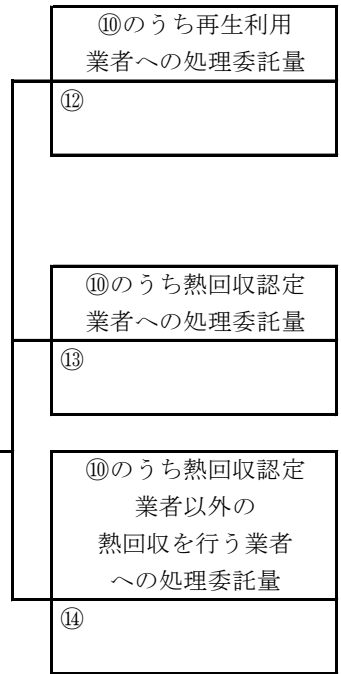 ⑩のうち再生利用
業者への処理委託量
⑫
⑩のうち熱回収認定
業者への処理委託量
⑬
⑩のうち熱回収認定
業者以外の
熱回収を行う業者
への処理委託量
⑭